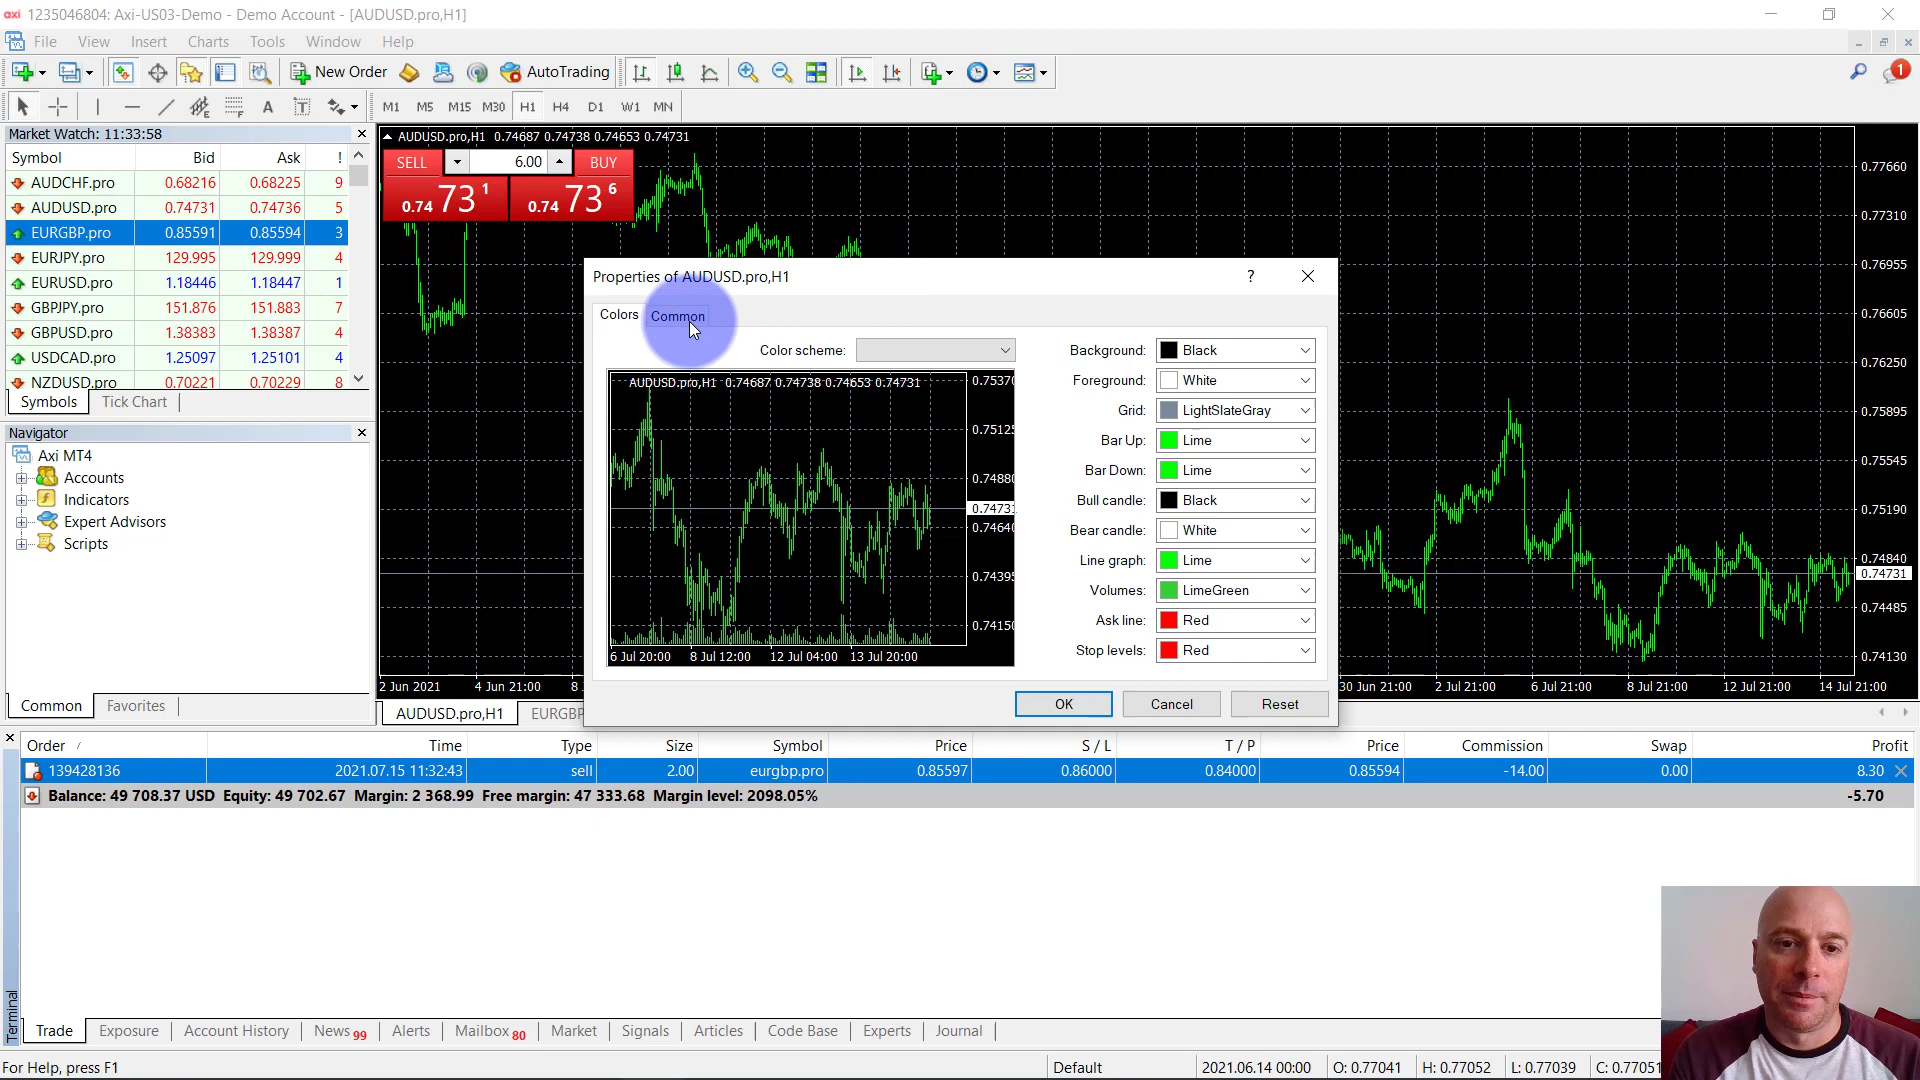 axi 1235046804: Axi-US03-Demo - Demo Account - [AUDUSD.pro,H1]
File View Insert Charts Tools Window Help
New Order AutoTrading 1
A T M1 M5 M15 M30 H1 H4 D1 W1 MN
Market Watch: 11:33:58
Symbol Bid Ask !
AUDCHF.pro 0.68216 0.68225 9
AUDUSD.pro 0.74731 0.74736 5
EURGBP.pro 0.85591 0.85594 3
EURJPY.pro 129.995 129.999 4
EURUSD.pro 1.18446 1.18447 1
GBPJPY.pro 151.876 151.883 7
GBPUSD.pro 1.38383 1.38387 4
USDCAD.pro 1.25097 1.25101 4
NZDUSD.pro 0.70221 0.70229 8
Symbols Tick Chart
Navigator
Axi MT4
Accounts
Indicators
Expert Advisors
Scripts
Common Favorites
AUDUSD.pro,H1 0.74687 0.74738 0.74653 0.74731
SELL 6.00 BUY
0.74 73 1 0.74 73 6
0.77660
0.77310
0.76955
0.76605
0.76250
0.75895
0.75545
0.75190
0.74840
0.74731
0.74485
0.74130
2 Jun 2021 4 Jun 21:00 8 30 Jun 21:00 2 Jul 21:00 6 Jul 21:00 8 Jul 21:00 12 Jul 21:00 14 Jul 21:00
AUDUSD.pro,H1 EURGBP
Properties of AUDUSD.pro,H1 ?
Colors Common
Color scheme:
AUDUSD.pro,H1 0.74687 0.74738 0.74653 0.74731
0.75370
0.75125
0.74880
0.74731
0.74640
0.74395
0.74150
6 Jul 20:00 8 Jul 12:00 12 Jul 04:00 13 Jul 20:00
Background: Black
Foreground: White
Grid: LightSlateGray
Bar Up: Lime
Bar Down: Lime
Bull candle: Black
Bear candle: White
Line graph: Lime
Volumes: LimeGreen
Ask line: Red
Stop levels: Red
OK Cancel Reset
Order / Time Type Size Symbol Price S / L T / P Price Commission Swap Profit
139428136 2021.07.15 11:32:43 sell 2.00 eurgbp.pro 0.85597 0.86000 0.84000 0.85594 -14.00 0.00 8.30
Balance: 49 708.37 USD Equity: 49 702.67 Margin: 2 368.99 Free margin: 47 333.68 Margin level: 2098.05% -5.70
Terminal
Trade Exposure Account History News 99 Alerts Mailbox 80 Market Signals Articles Code Base Experts Journal
For Help, press F1 Default 2021.06.14 00:00 O: 0.77041 H: 0.77052 L: 0.77039 C: 0.77051